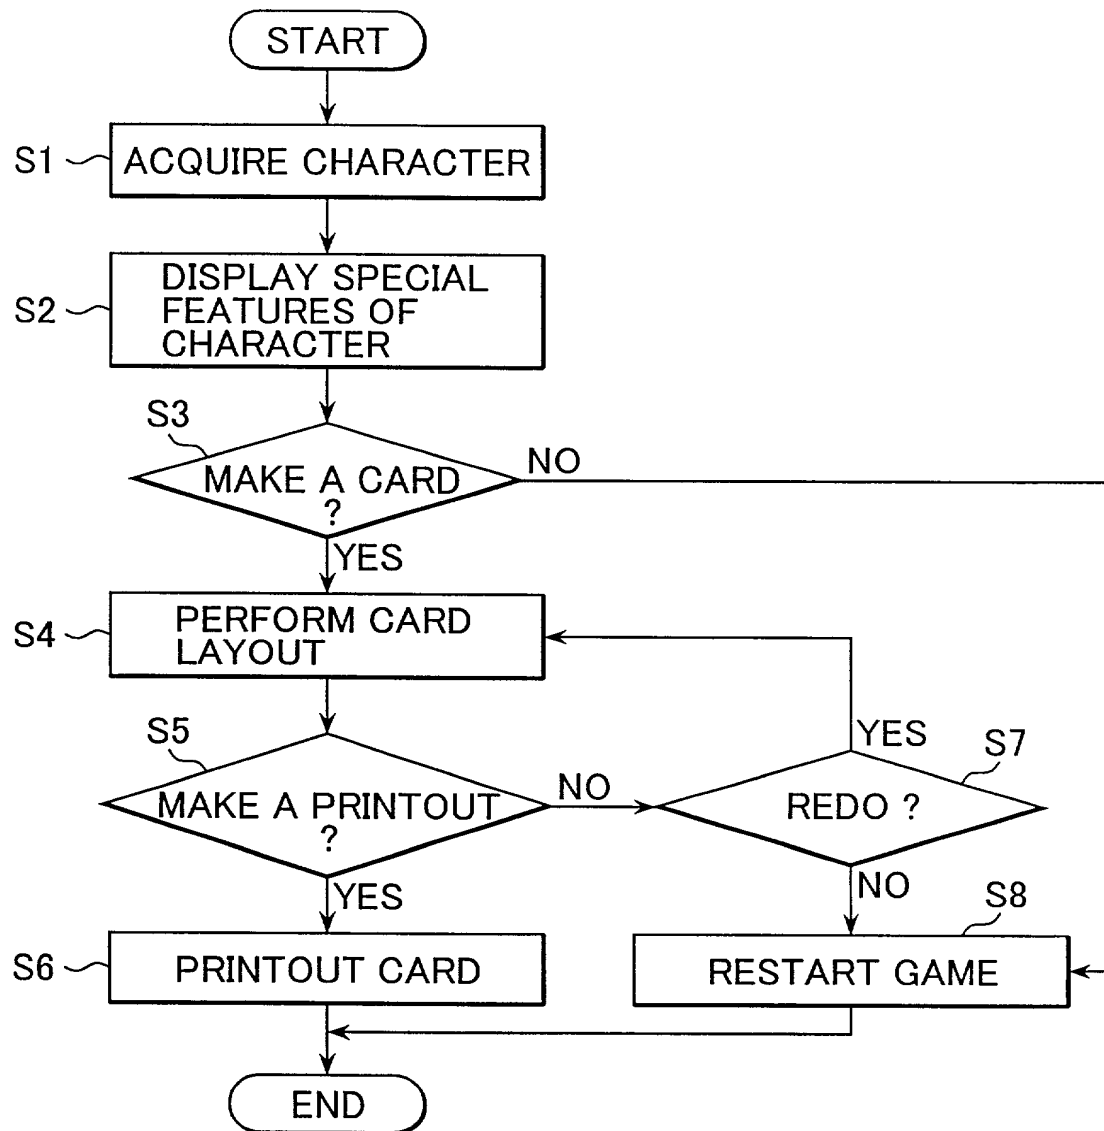 START
S1
ACQUIRE CHARACTER
S2
DISPLAY SPECIAL
FEATURES OF
CHARACTER
S3
MAKE A CARD
?
NO
YES
S4
PERFORM CARD
LAYOUT
S5
MAKE A PRINTOUT
?
NO
YES
S7
REDO ?
YES
NO
S6
PRINTOUT CARD
S8
RESTART GAME
END